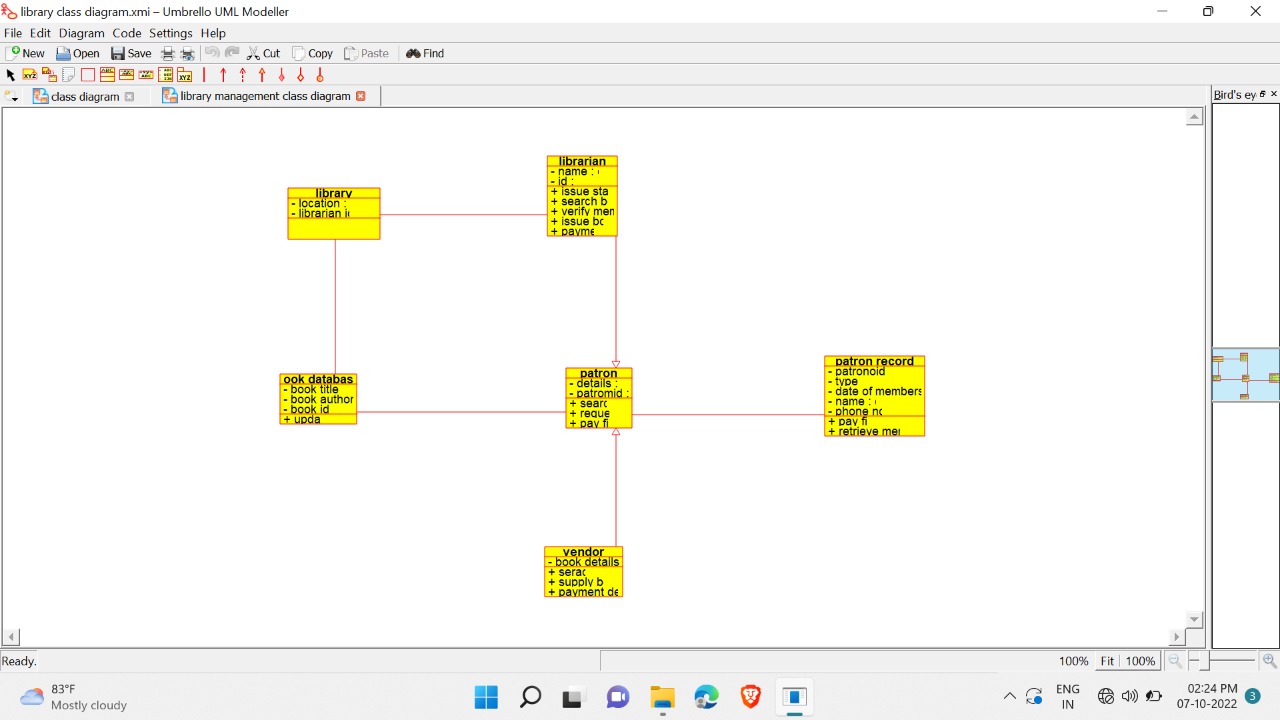 library class diagram.xmi – Umbrello UML Modeller
File Edit Diagram Code Settings Help
New Open Save Cut Copy Paste Find
class diagram library management class diagram
Bird's ey
librarian
- name :
- id :
+ issue sta
+ search b
+ verify men
+ issue bc
+ payme
library
- location :
- librarian i
ook databas
- book title
- book author
- book id
+ upda
patron
- details :
- patromid :
+ searc
+ reque
+ pay fi
patron record
- patronoid
- type
- date of members
- name :
- phone nc
+ pay fi
+ retrieve me
vendor
- book details
+ serac
+ supply b
+ payment de
Ready.
100% Fit 100%
83°F
Mostly cloudy
ENG
IN
02:24 PM
07-10-2022
3